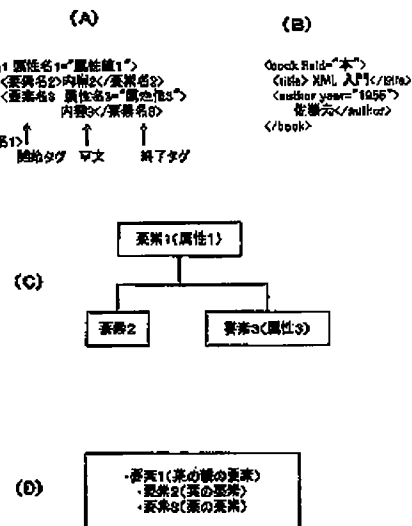 (A)
(B)
1 属性名1="属性値1">
<要素名2>内容2</要素名2>
<要素名3 属性名3="属性値3">
内容3</要素名3>
名1>
開始タグ 本文 終了タグ
<book field="本">
<title> XML 入門</title>
<author year="1955">
</author>
</book>
(C)
要素1(属性1)
要素2
要素3(属性3)
(D)
・要素1(葉の親の要素)
・要素2(葉の要素)
・要素3(葉の要素)